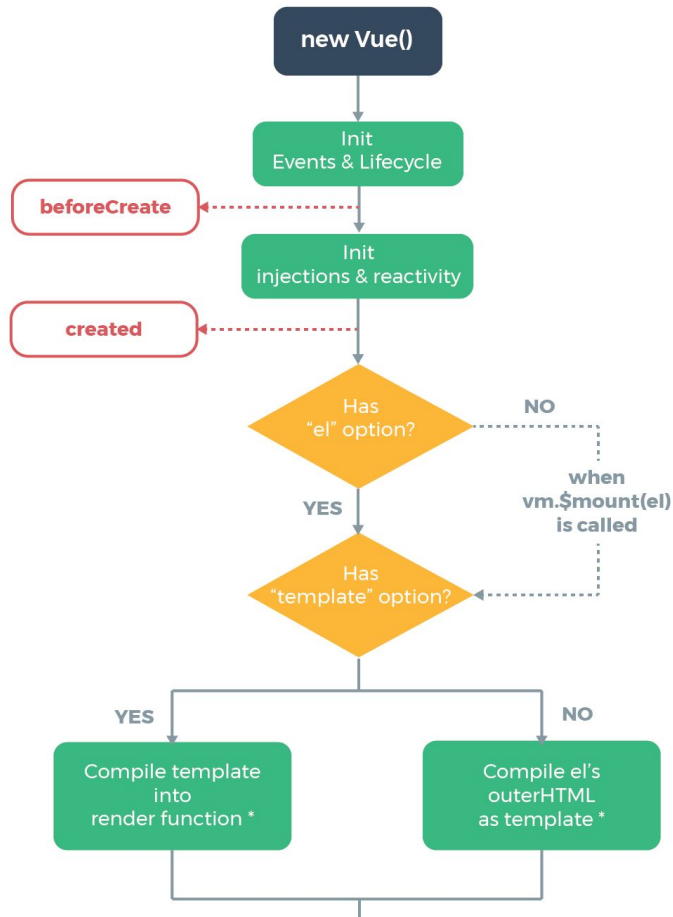 new Vue()
Init
Events & Lifecycle
beforeCreate
Init
injections & reactivity
created
Has
“el” option?
NO
when
vm.$mount(el)
is called
YES
Has
“template” option?
YES
NO
Compile template
into
render function *
Compile el’s
outerHTML
as template *